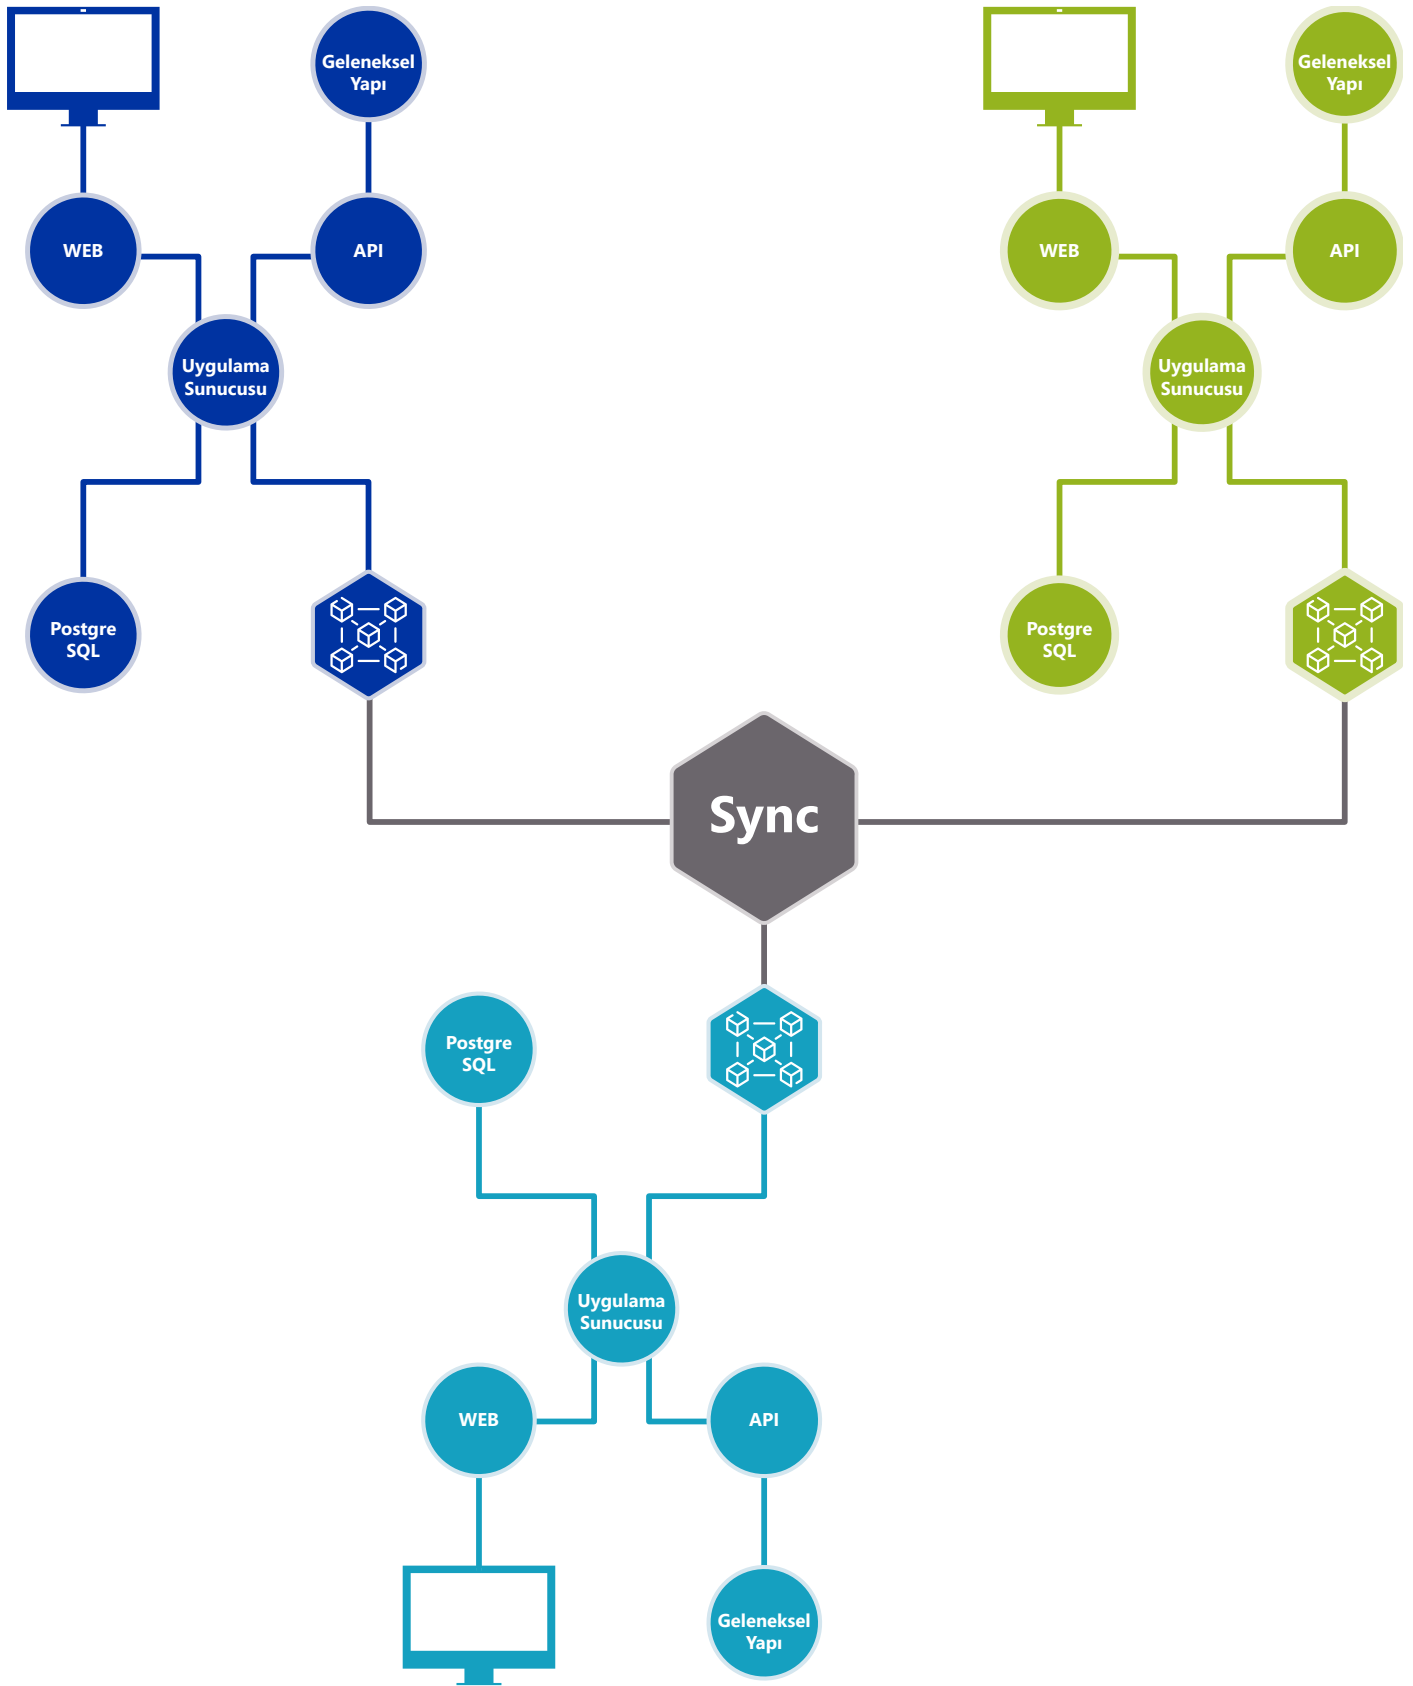 Geleneksel
Yapı
WEB
API
Uygulama
Sunucusu
Postgre
SQL
Geleneksel
Yapı
WEB
API
Uygulama
Sunucusu
Postgre
SQL
Sync
Postgre
SQL
Uygulama
Sunucusu
WEB
API
Geleneksel
Yapı